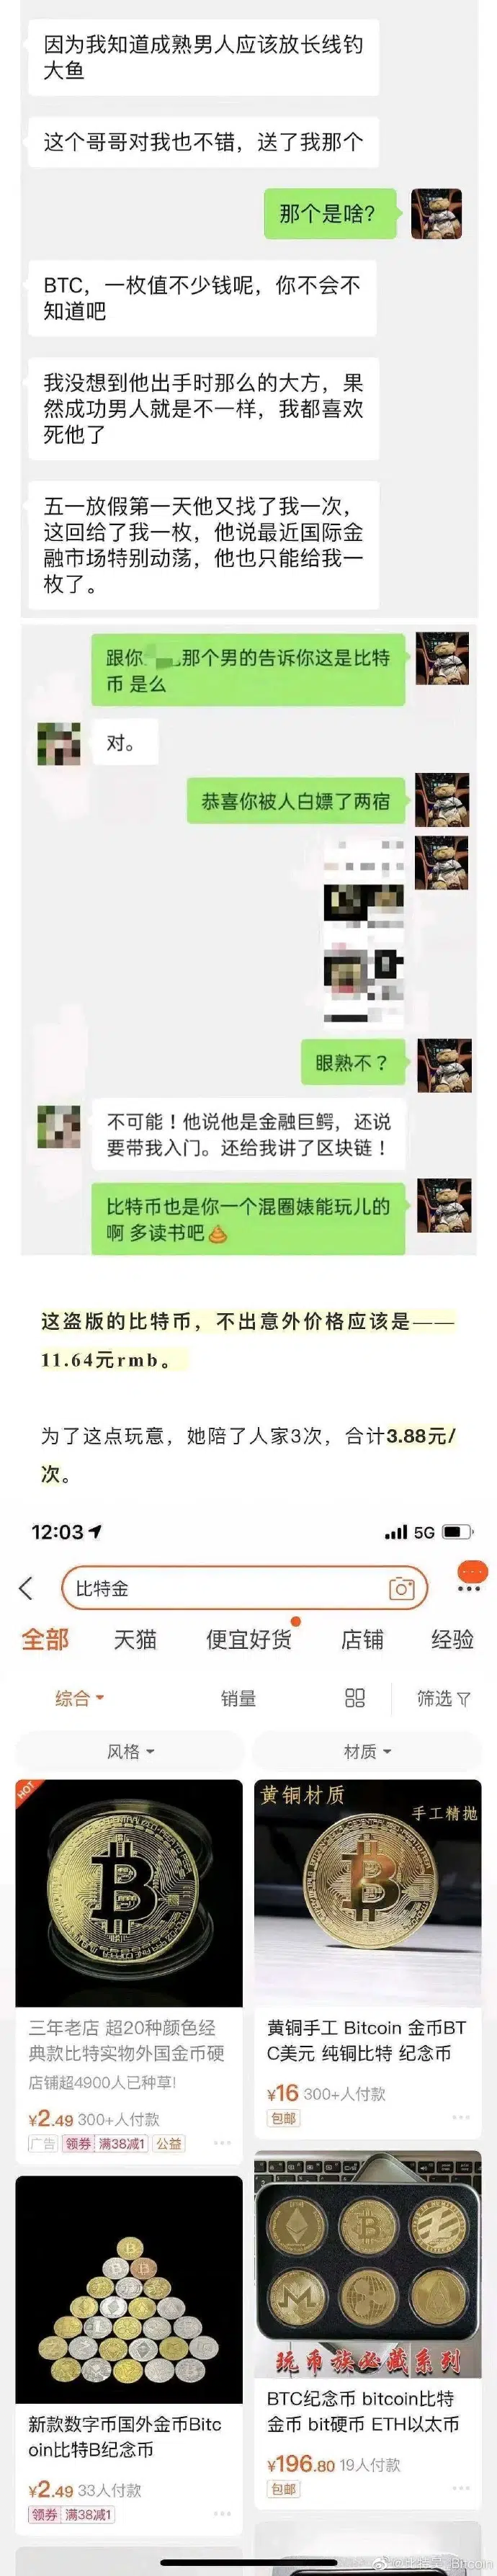 因为我知道成熟男人应该放长线钓
大鱼
这个哥哥对我也不错，送了我那个
那个是啥？
BTC，一枚值不少钱呢，你不会不
知道吧
我没想到他出手时那么的大方，果
然成功男人就是不一样，我都喜欢
死他了
五一放假第一天他又找了我一次，
这回给了我一枚，他说最近国际金
融市场特别动荡，他也只能给我一
枚了。
跟你 那个男的告诉你这是比特
币 是么
对。
恭喜你被人白嫖了两宿
眼熟不？
不可能！他说他是金融巨鳄，还说
要带我入门。还给我讲了区块链！
比特币也是你一个混圈婊能玩儿的
啊 多读书吧
这盗版的比特币，不出意外价格应该是——
11.64元rmb。
为了这点玩意，她陪了人家3次，合计3.88元/
次。
12:03 5G
比特金
全部 天猫 便宜好货 店铺 经验
综合 销量 筛选
风格 材质
HOT
三年老店 超20种颜色经
典款比特实物外国金币硬
店铺超4900人已种草!
¥2.49 300+人付款
广告 领券 满38减1 公益
黄铜材质
手工精抛
黄铜手工 Bitcoin 金币BT
C美元 纯铜比特 纪念币
¥16 300+人付款
包邮
新款数字币国外金币Bitc
oin比特B纪念币
¥2.49 33人付款
领券 满38减1
玩币族必藏系列
BTC纪念币 bitcoin比特
金币 bit硬币 ETH以太币
¥196.80 19人付款
包邮